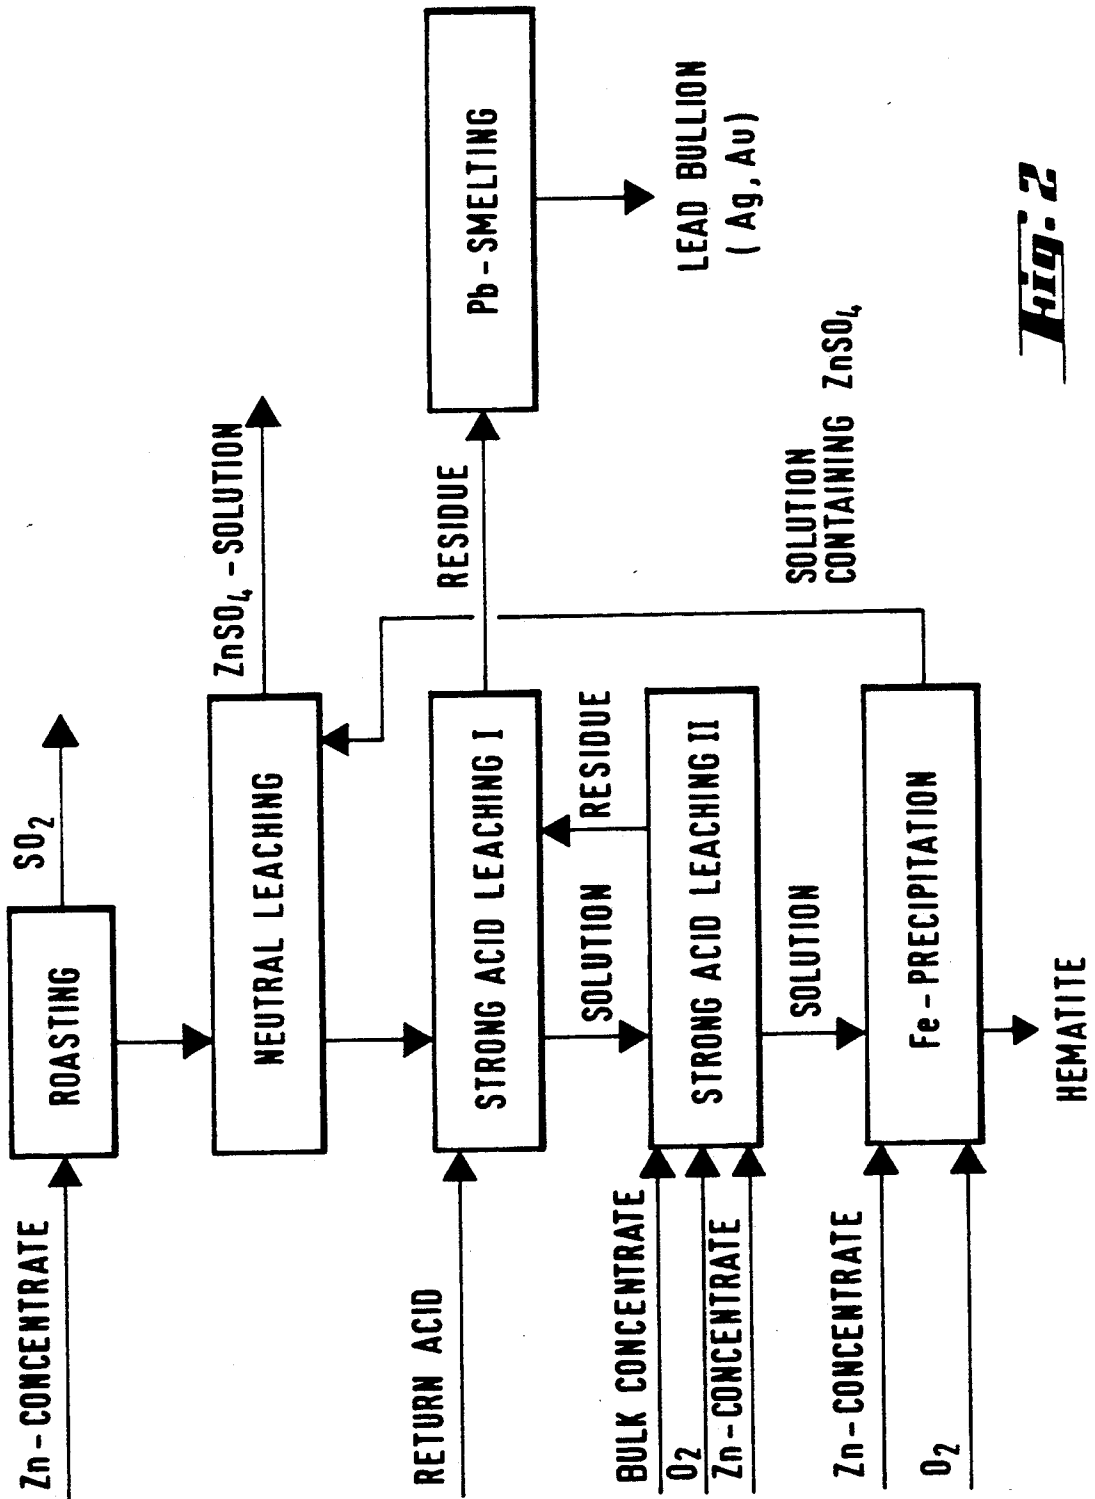 Zn-CONCENTRATE
ROASTING
SO2
NEUTRAL LEACHING
ZnSO4-SOLUTION
RETURN ACID
STRONG ACID LEACHING I
RESIDUE
Pb-SMELTING
LEAD BULLION
(Ag, Au)
SOLUTION
RESIDUE
BULK CONCENTRATE
O2
Zn-CONCENTRATE
STRONG ACID LEACHING II
SOLUTION
SOLUTION
CONTAINING ZnSO4
Zn-CONCENTRATE
O2
Fe-PRECIPITATION
HEMATITE
Fig. 2